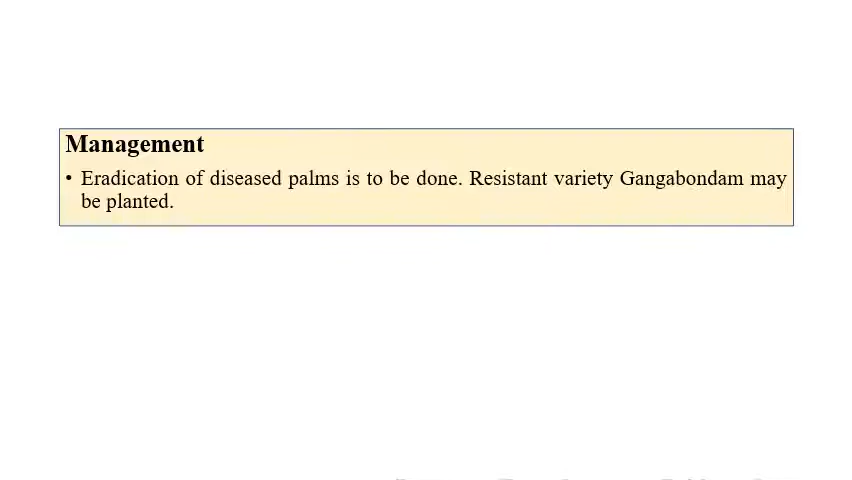 Management
• Eradication of diseased palms is to be done. Resistant variety Gangabondam may
be planted.